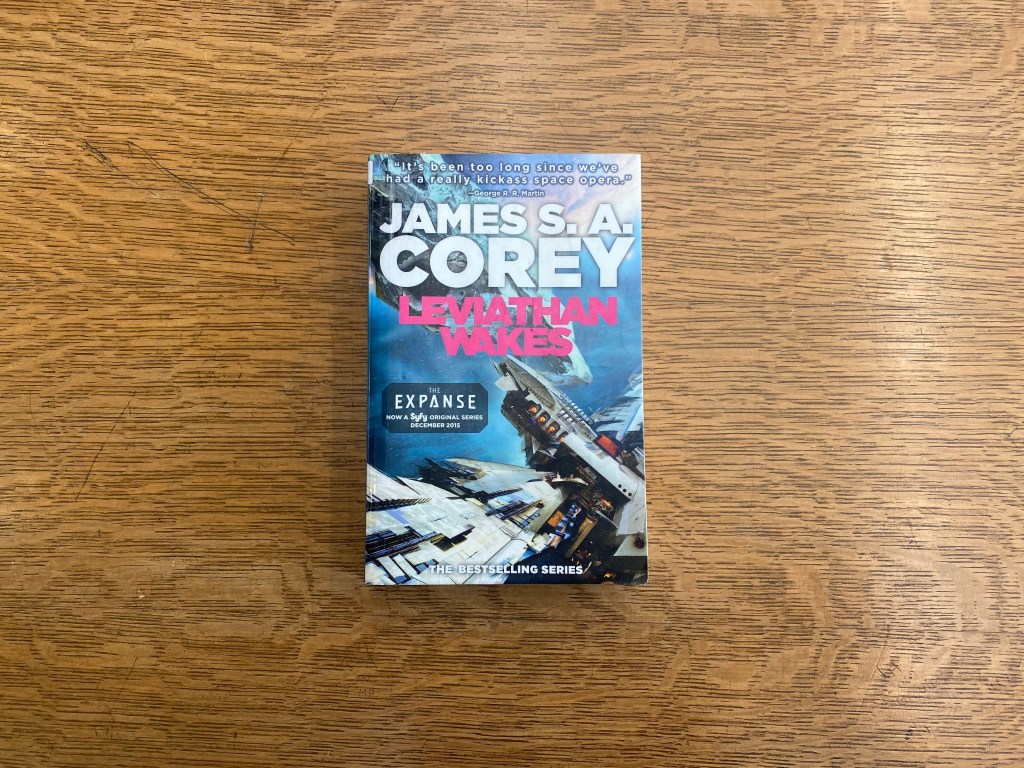 "It's been too long since we've
had a really kickass space opera."
—George R. R. Martin
JAMES S. A.
COREY
LEVIATHAN
WAKES
THE
EXPANSE
NOW A Syfy ORIGINAL SERIES
DECEMBER 2015
THE BESTSELLING SERIES